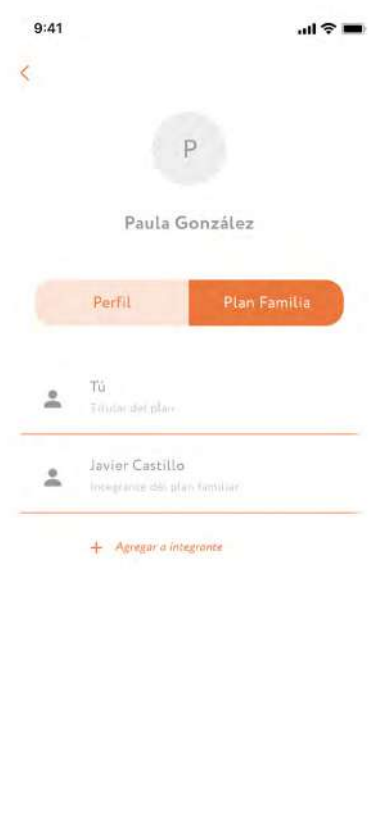 9:41
P
Paula González
Perfil
Plan Familia
Tú
Titular del plan
Javier Castillo
Integrante del plan familiar
+ Agregar a integrante